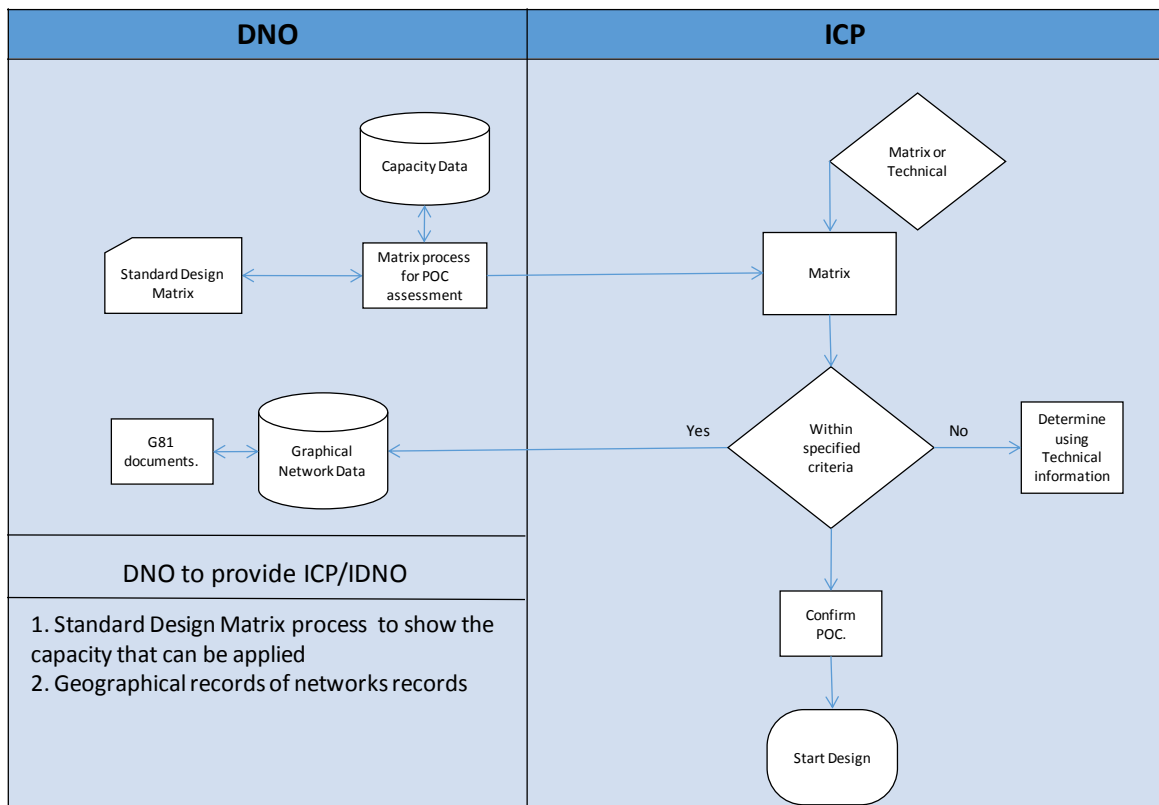 DNO
ICP
Capacity Data
Matrix or
Technical
Standard Design
Matrix
Matrix process
for POC
assessment
Matrix
G81
documents.
Graphical
Network Data
Yes
Within
specified
criteria
No
Determine
using
Technical
information
DNO to provide ICP/IDNO
1. Standard Design Matrix process to show the
capacity that can be applied
2. Geographical records of networks records
Confirm
POC.
Start Design